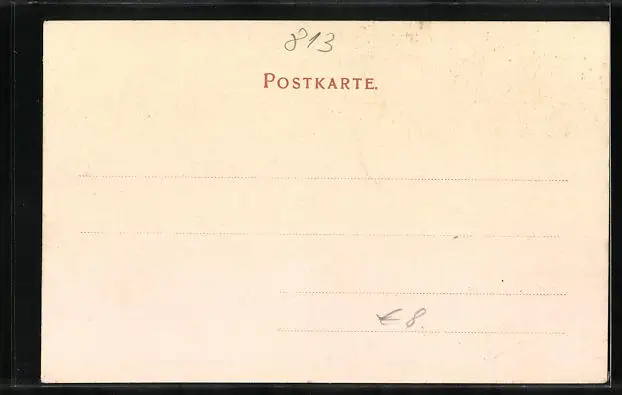 813
POSTKARTE.
€ 8.